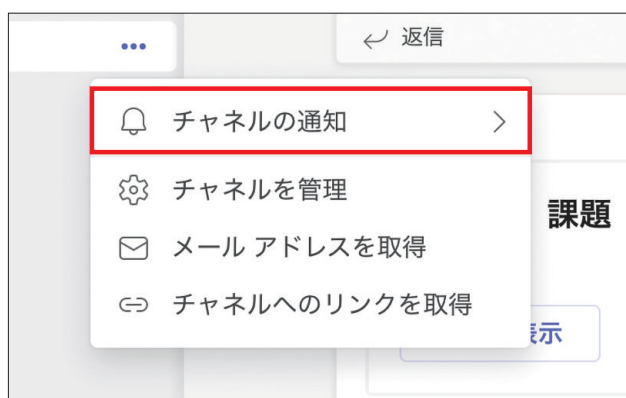 返信
チャネルの通知
チャネルを管理
課題
メール アドレスを取得
チャネルへのリンクを取得
示